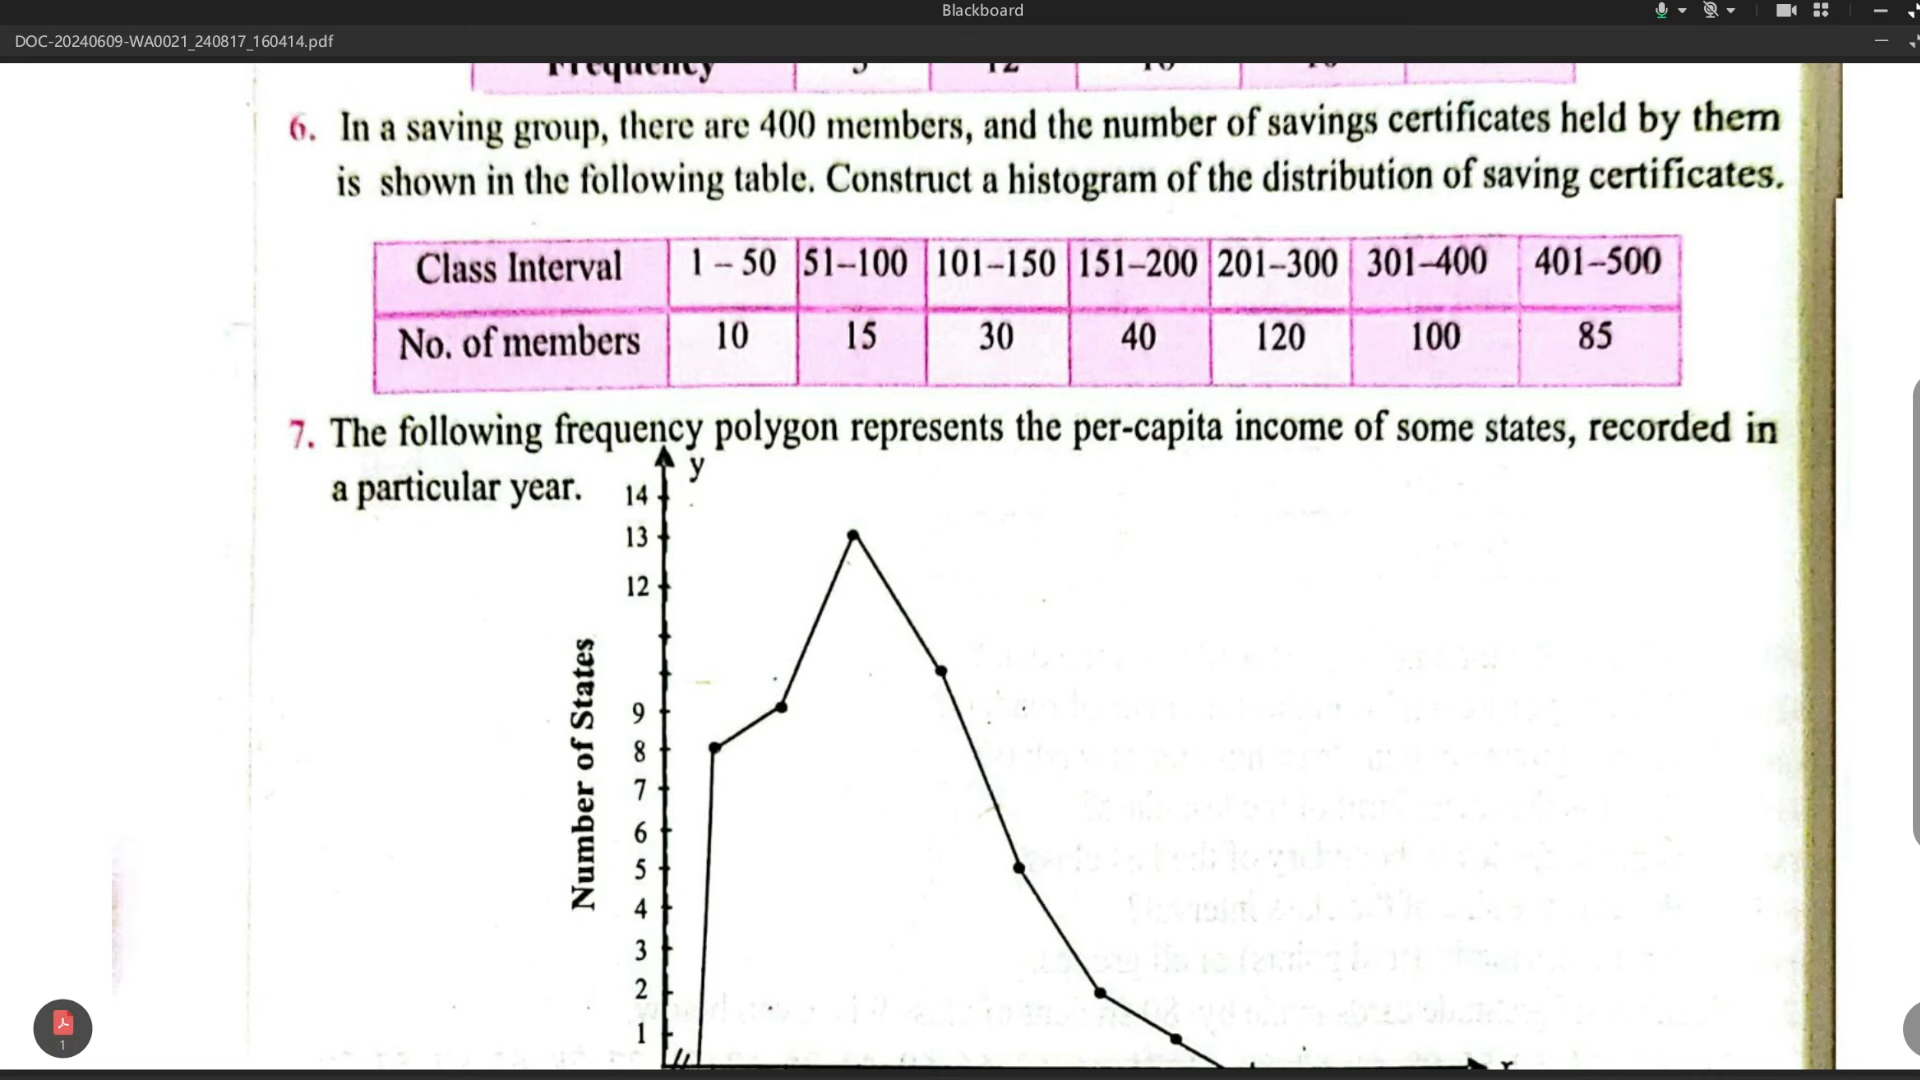 Blackboard
DOC-20240609-WA0021_240817_160414.pdf
Frequency
6. In a saving group, there are 400 members, and the number of savings certificates held by them
is shown in the following table. Construct a histogram of the distribution of saving certificates.
Class Interval 1 – 50 51–100 101–150 151–200 201–300 301–400 401–500
No. of members 10 15 30 40 120 100 85
7. The following frequency polygon represents the per-capita income of some states, recorded in
a particular year.
y
14
13
12
9
8
7
6
5
4
3
2
1
Number of States
x
1